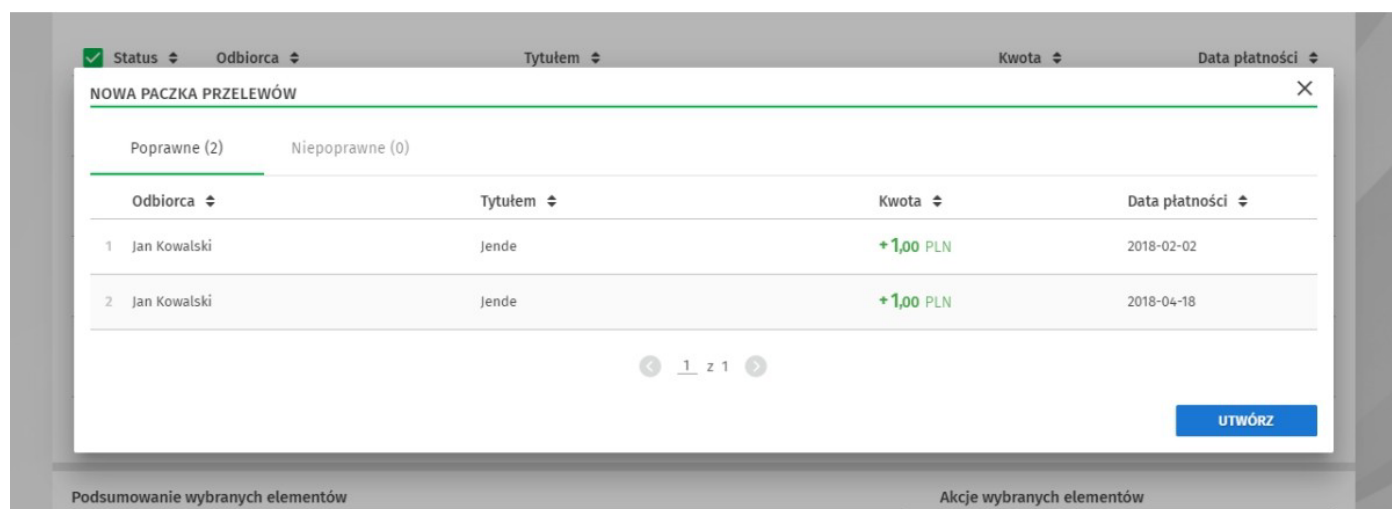 Status Odbiorca Tytułem Kwota Data płatności
NOWA PACZKA PRZELEWÓW
Poprawne (2) Niepoprawne (0)
Odbiorca Tytułem Kwota Data płatności
1 Jan Kowalski Jende +1,00 PLN 2018-02-02
2 Jan Kowalski Jende +1,00 PLN 2018-04-18
1 z 1
UTWÓRZ
Podsumowanie wybranych elementów Akcje wybranych elementów